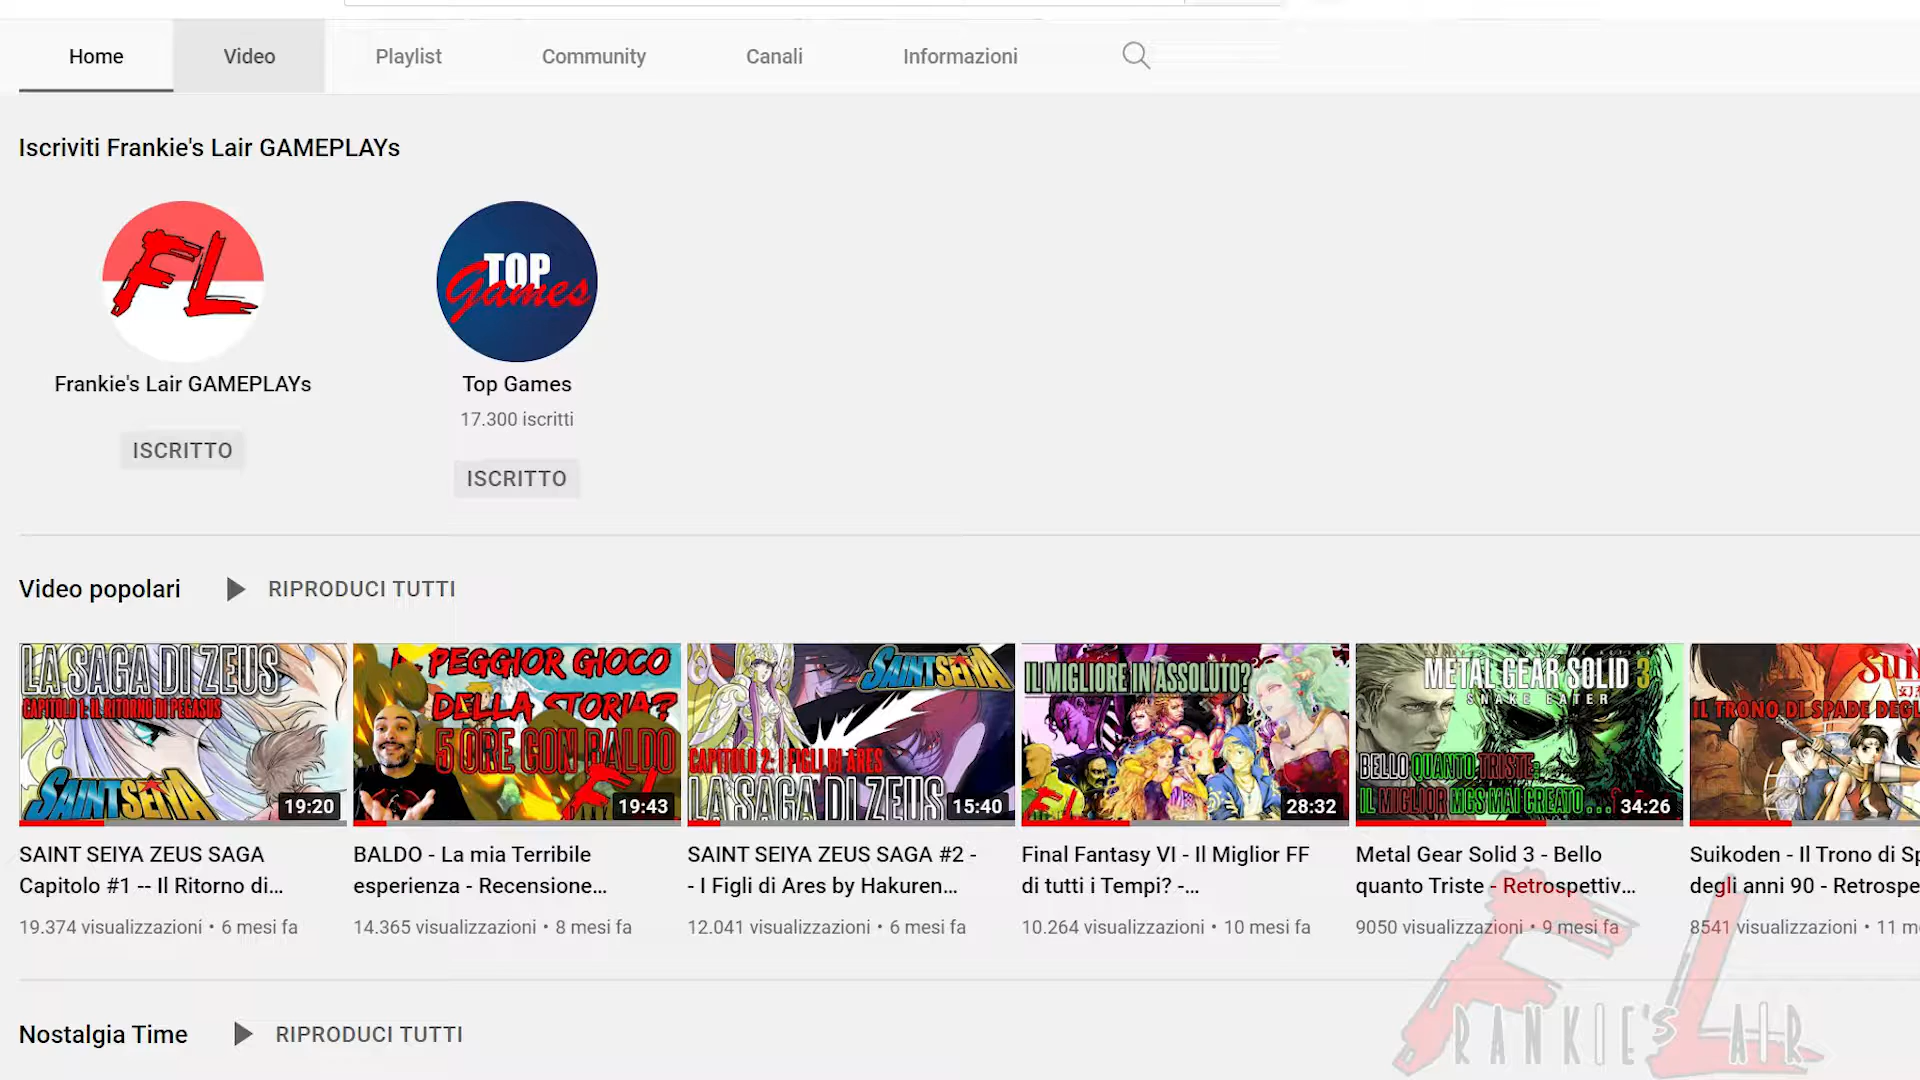 Home Video Playlist Community Canali Informazioni
Iscriviti Frankie's Lair GAMEPLAYs
FL
TOP
Games
Frankie's Lair GAMEPLAYs
Top Games
17.300 iscritti
ISCRITTO
ISCRITTO
Video popolari RIPRODUCI TUTTI
LA SAGA DI ZEUS
CAPITOLO 1: IL RITORNO DI PEGASUS
SAINT SEIYA
19:20
IL PEGGIOR GIOCO
DELLA STORIA?
5 ORE CON BALDO
FL
19:43
SAINT SEIYA
CAPITOLO 2: I FIGLI DI ARES
LA SAGA DI ZEUS
15:40
IL MIGLIORE IN ASSOLUTO?
FL
28:32
METAL GEAR SOLID 3
SNAKE EATER
BELLO QUANTO TRISTE:
IL MIGLIOR MGS MAI CREATO...
34:26
Suik
IL TRONO DI SPADE DEGL
SAINT SEIYA ZEUS SAGA
Capitolo #1 -- Il Ritorno di...
19.374 visualizzazioni • 6 mesi fa
BALDO - La mia Terribile
esperienza - Recensione...
14.365 visualizzazioni • 8 mesi fa
SAINT SEIYA ZEUS SAGA #2 -
- I Figli di Ares by Hakuren...
12.041 visualizzazioni • 6 mesi fa
Final Fantasy VI - Il Miglior FF
di tutti i Tempi? -...
10.264 visualizzazioni • 10 mesi fa
Metal Gear Solid 3 - Bello
quanto Triste - Retrospettiv...
9050 visualizzazioni • 9 mesi fa
Suikoden - Il Trono di Sp
degli anni 90 - Retrospe
8541 visualizzazioni • 11 m
Nostalgia Time RIPRODUCI TUTTI
FRANKIE'S LAIR